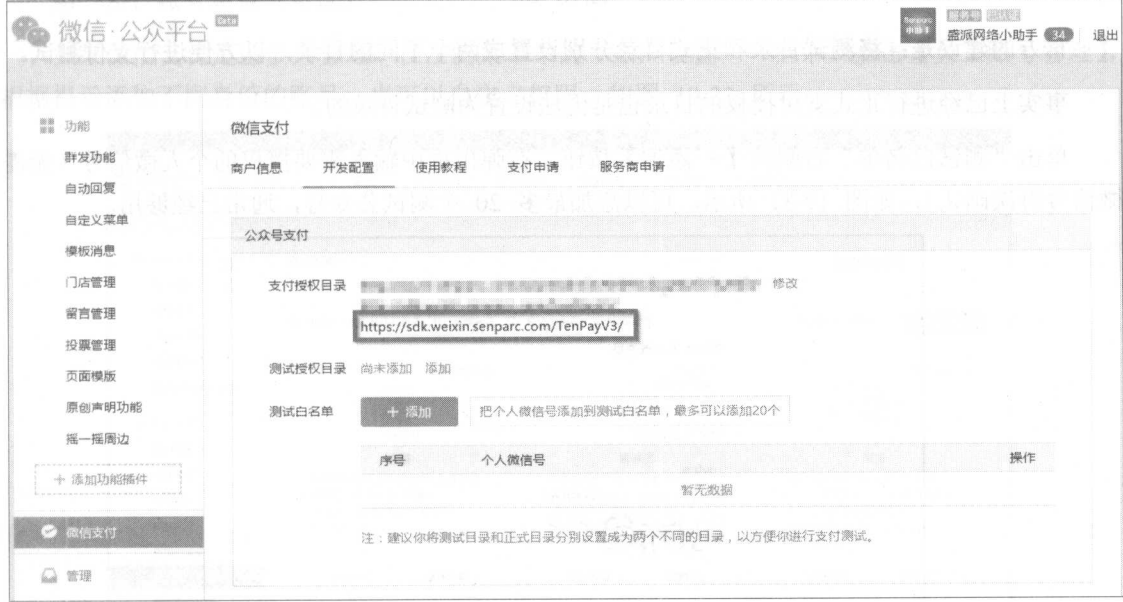 微信·公众平台 Beta
服务号 已认证
盛派网络小助手 34 退出
功能
群发功能
自动回复
自定义菜单
模板消息
门店管理
留言管理
投票管理
页面模版
原创声明功能
摇一摇周边
+ 添加功能插件
微信支付
管理
微信支付
商户信息 开发配置 使用教程 支付申请 服务商申请
公众号支付
支付授权目录 修改
https://sdk.weixin.senparc.com/TenPayV3/
测试授权目录 尚未添加 添加
测试白名单 + 添加 把个人微信号添加到测试白名单，最多可以添加20个
序号 个人微信号 操作
暂无数据
注：建议你将测试目录和正式目录分别设置成为两个不同的目录，以方便你进行支付测试。